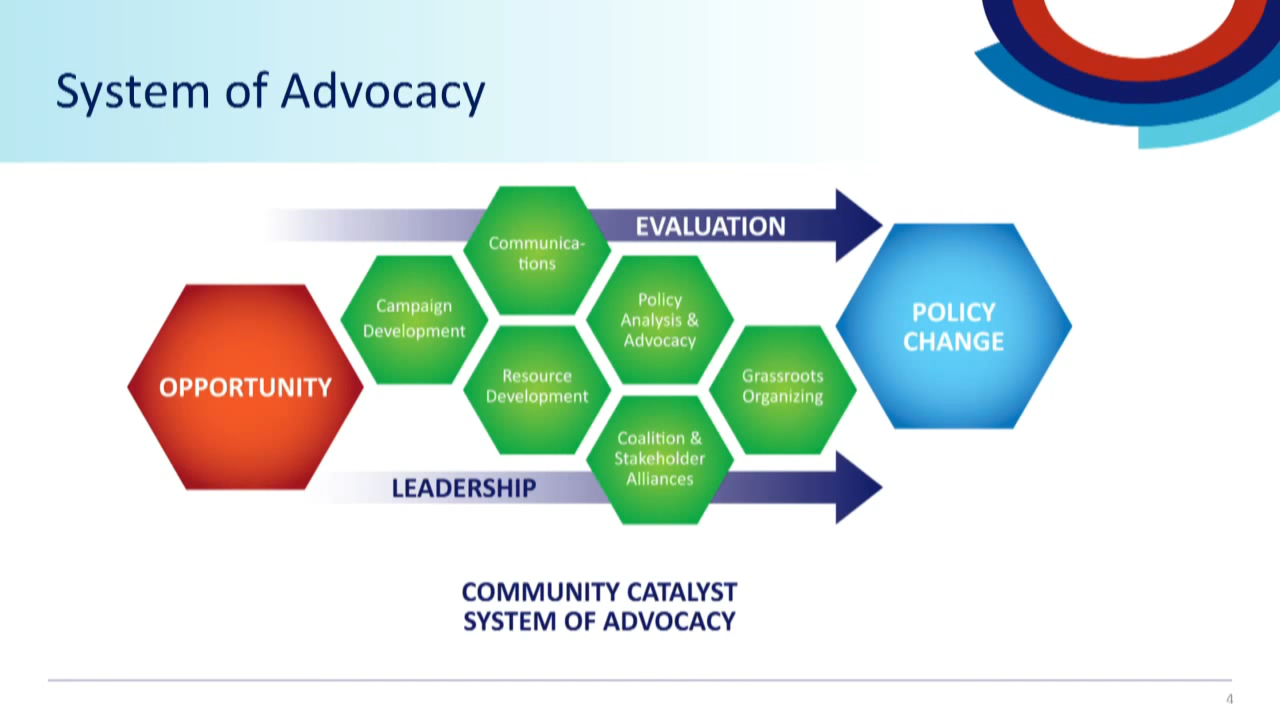 System of Advocacy
EVALUATION
Communica-
tions
Campaign
Development
Policy
Analysis &
Advocacy
POLICY
CHANGE
OPPORTUNITY
Resource
Development
Grassroots
Organizing
Coalition &
Stakeholder
Alliances
LEADERSHIP
COMMUNITY CATALYST
SYSTEM OF ADVOCACY
4